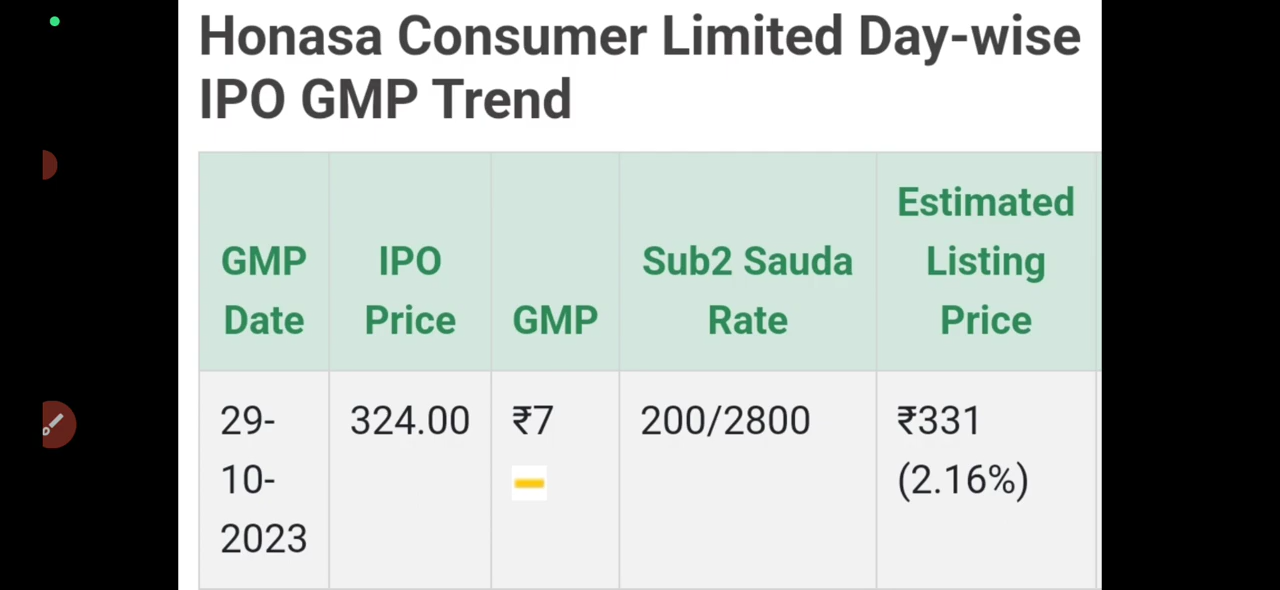 Honasa Consumer Limited Day-wise
IPO GMP Trend
GMP
Date
IPO
Price
GMP
Sub2 Sauda
Rate
Estimated
Listing
Price
29-
10-
2023
324.00
₹7
200/2800
₹331
(2.16%)